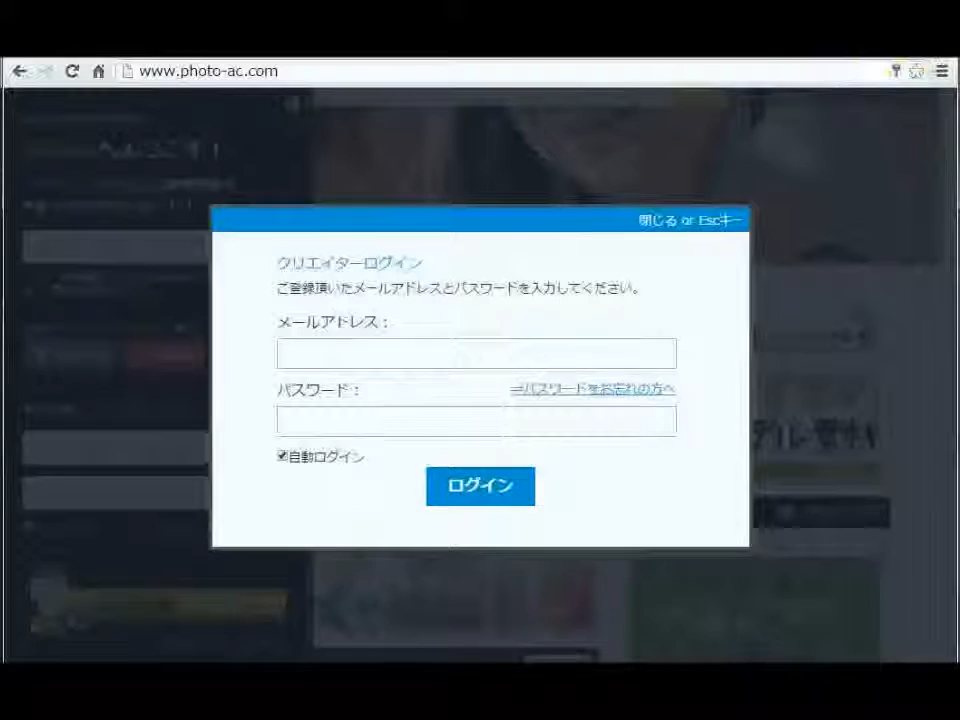 www.photo-ac.com
閉じる or Escキー
クリエイターログイン
ご登録頂いたメールアドレスとパスワードを入力してください。
メールアドレス：
パスワード：
⇒パスワードをお忘れの方へ
自動ログイン
ログイン